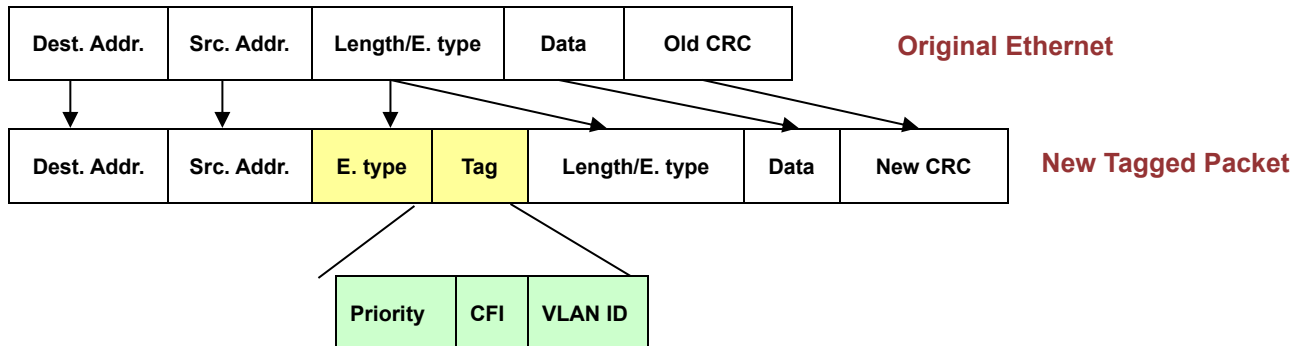 Dest. Addr. Src. Addr. Length/E. type Data Old CRC Original Ethernet
Dest. Addr. Src. Addr. E. type Tag Length/E. type Data New CRC New Tagged Packet
Priority CFI VLAN ID